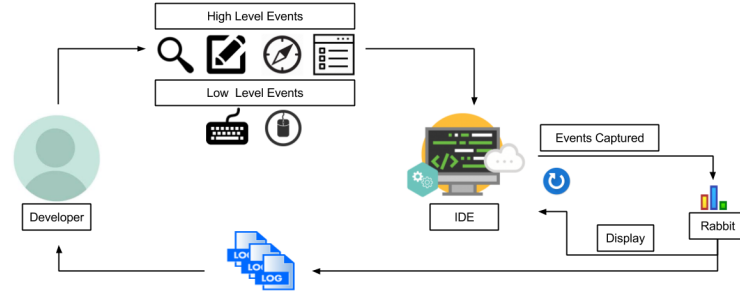 High Level Events
Low Level Events
</>
Events Captured
Developer
IDE
Rabbit
Display
LOG
LOG
LOG